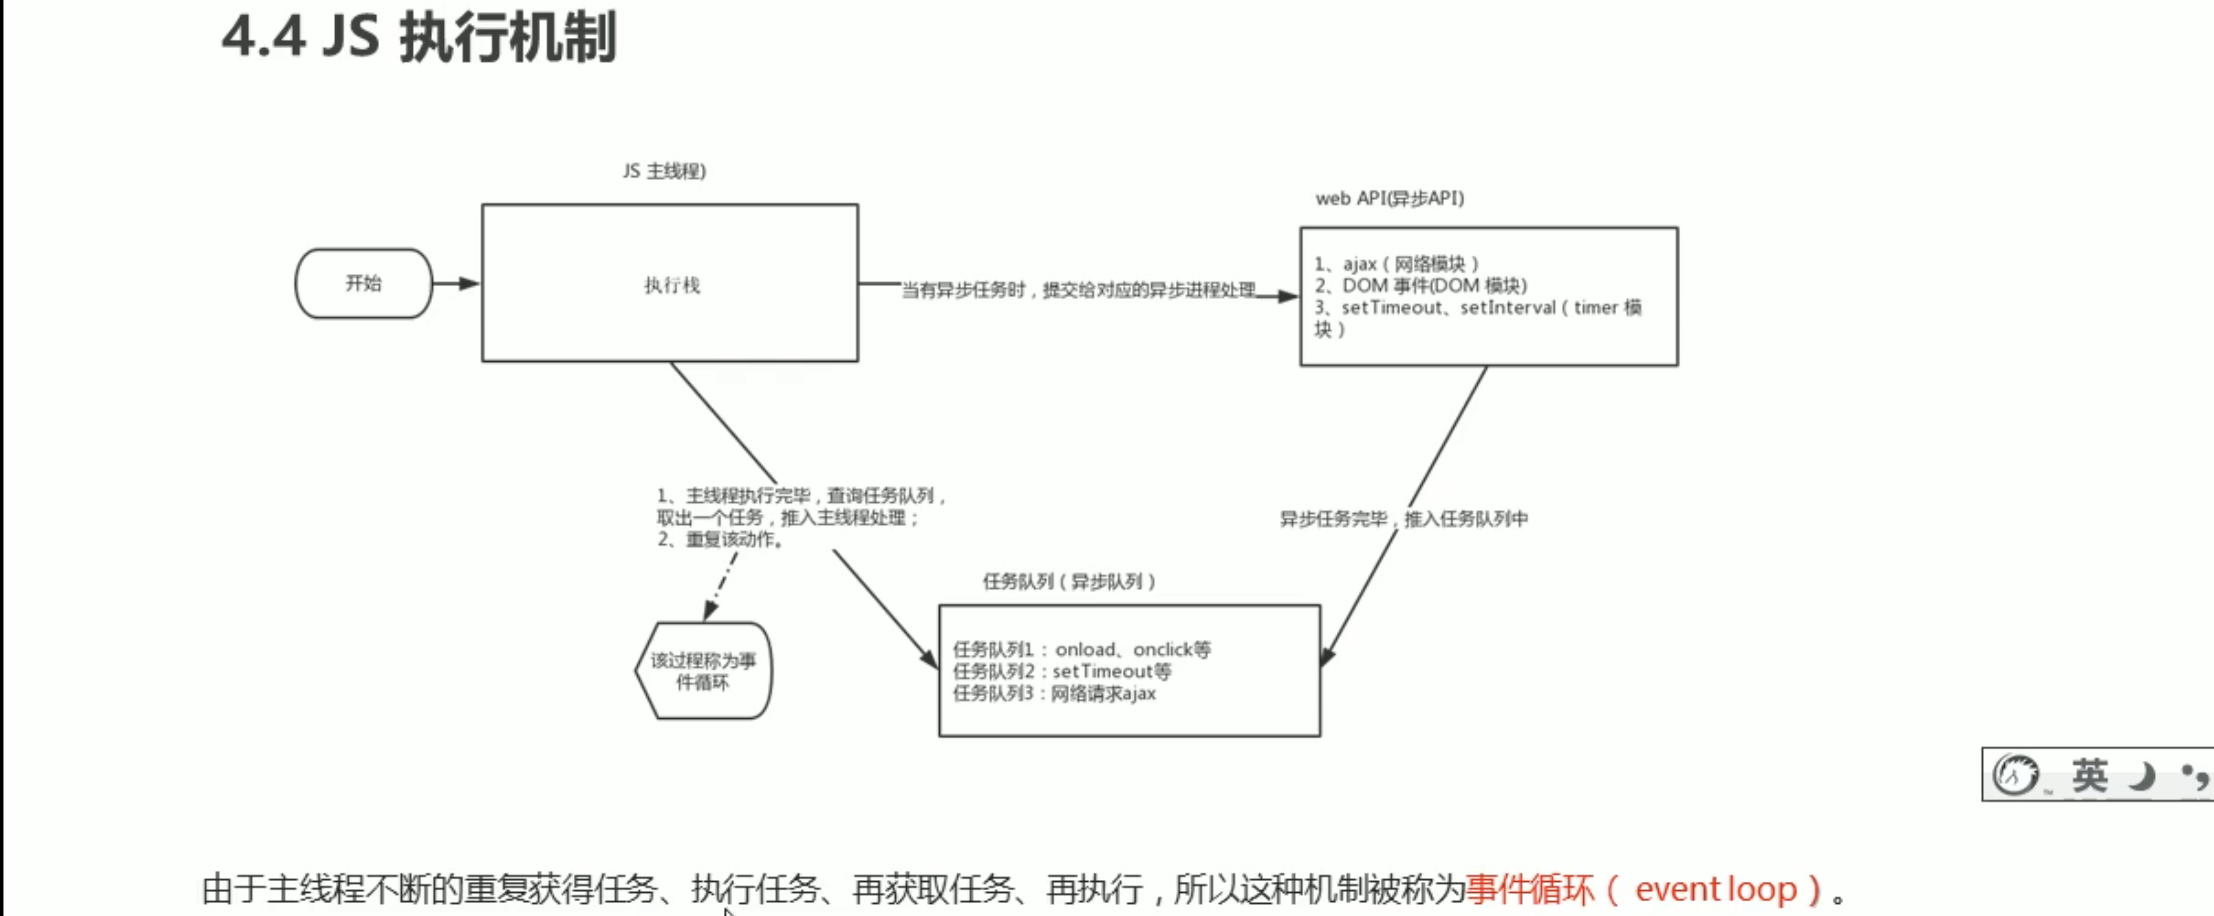 4.4 JS 执行机制
JS 主线程)
web API(异步API)
开始
执行栈
当有异步任务时，提交给对应的异步进程处理
1、ajax（网络模块）
2、DOM 事件(DOM 模块)
3、setTimeout、setInterval（timer 模
块）
1、主线程执行完毕，查询任务队列，
取出一个任务，推入主线程处理；
2、重复该动作。
异步任务完毕，推入任务队列中
任务队列（异步队列）
该过程称为事
件循环
任务队列1：onload、onclick等
任务队列2：setTimeout等
任务队列3：网络请求ajax
英
由于主线程不断的重复获得任务、执行任务、再获取任务、再执行，所以这种机制被称为事件循环（ event loop ）。